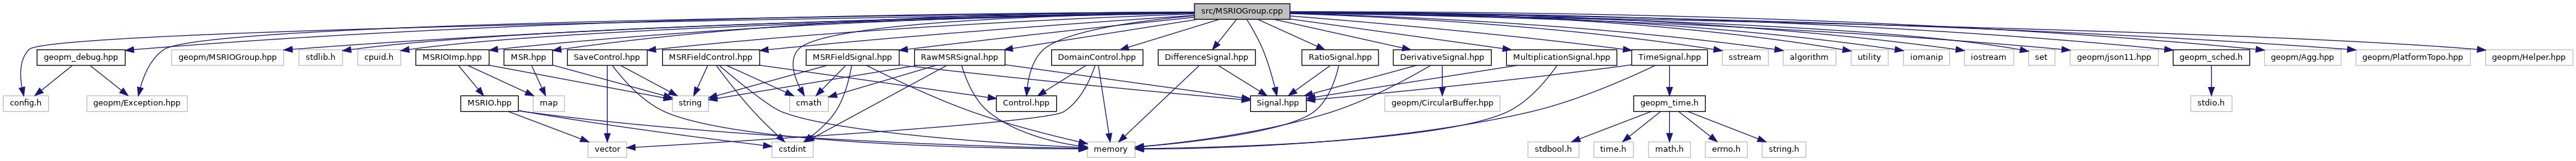 src/MSRIOGroup.cpp
geopm_debug.hpp
geopm/MSRIOGroup.hpp
stdlib.h
cpuid.h
MSRIOImp.hpp
MSR.hpp
SaveControl.hpp
MSRFieldControl.hpp
MSRFieldSignal.hpp
RawMSRSignal.hpp
DomainControl.hpp
DifferenceSignal.hpp
RatioSignal.hpp
DerivativeSignal.hpp
MultiplicationSignal.hpp
TimeSignal.hpp
sstream
algorithm
utility
iomanip
iostream
set
geopm/json11.hpp
geopm_sched.h
geopm/Agg.hpp
geopm/PlatformTopo.hpp
geopm/Helper.hpp
config.h
geopm/Exception.hpp
MSRIO.hpp
map
string
cmath
Control.hpp
Signal.hpp
geopm/CircularBuffer.hpp
geopm_time.h
stdio.h
vector
cstdint
memory
stdbool.h
time.h
math.h
errno.h
string.h